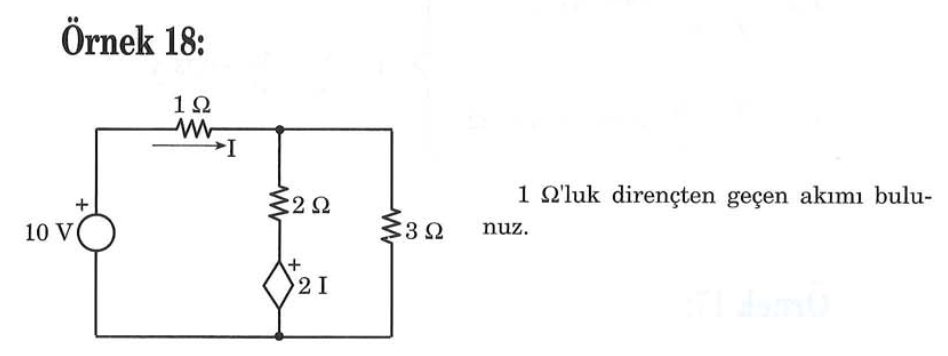 Örnek 18:
1 Ω
I
+
2 Ω
10 V
3 Ω
+
2 I
1 Ω'luk dirençten geçen akımı bulu-
nuz.